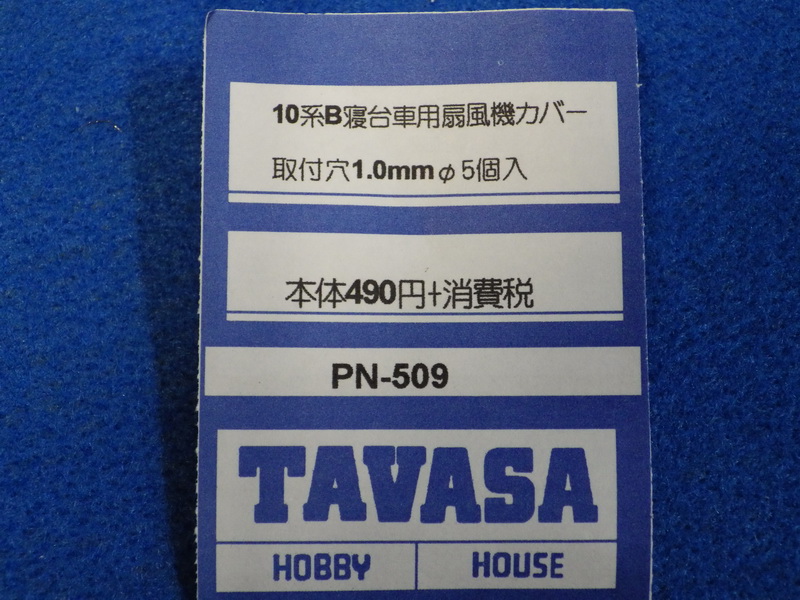 10系B寝台車用扇風機カバー
取付穴1.0mmφ5個入
本体490円+消費税
PN-509
TAVASA
HOBBY HOUSE